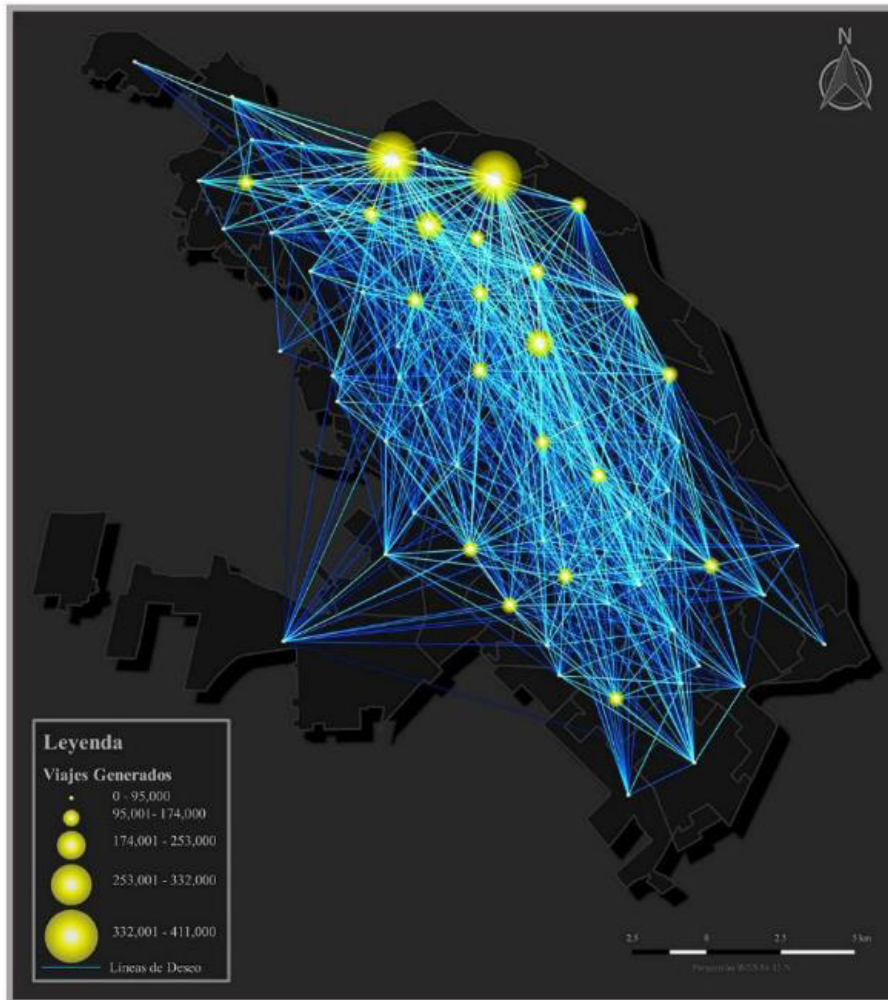 N
Leyenda
Viajes Generados
0 - 95,000
95,001- 174,000
174,001 - 253,000
253,001 - 332,000
332,001 - 411,000
Líneas de Deseo
2.5 0 2.5 5 km